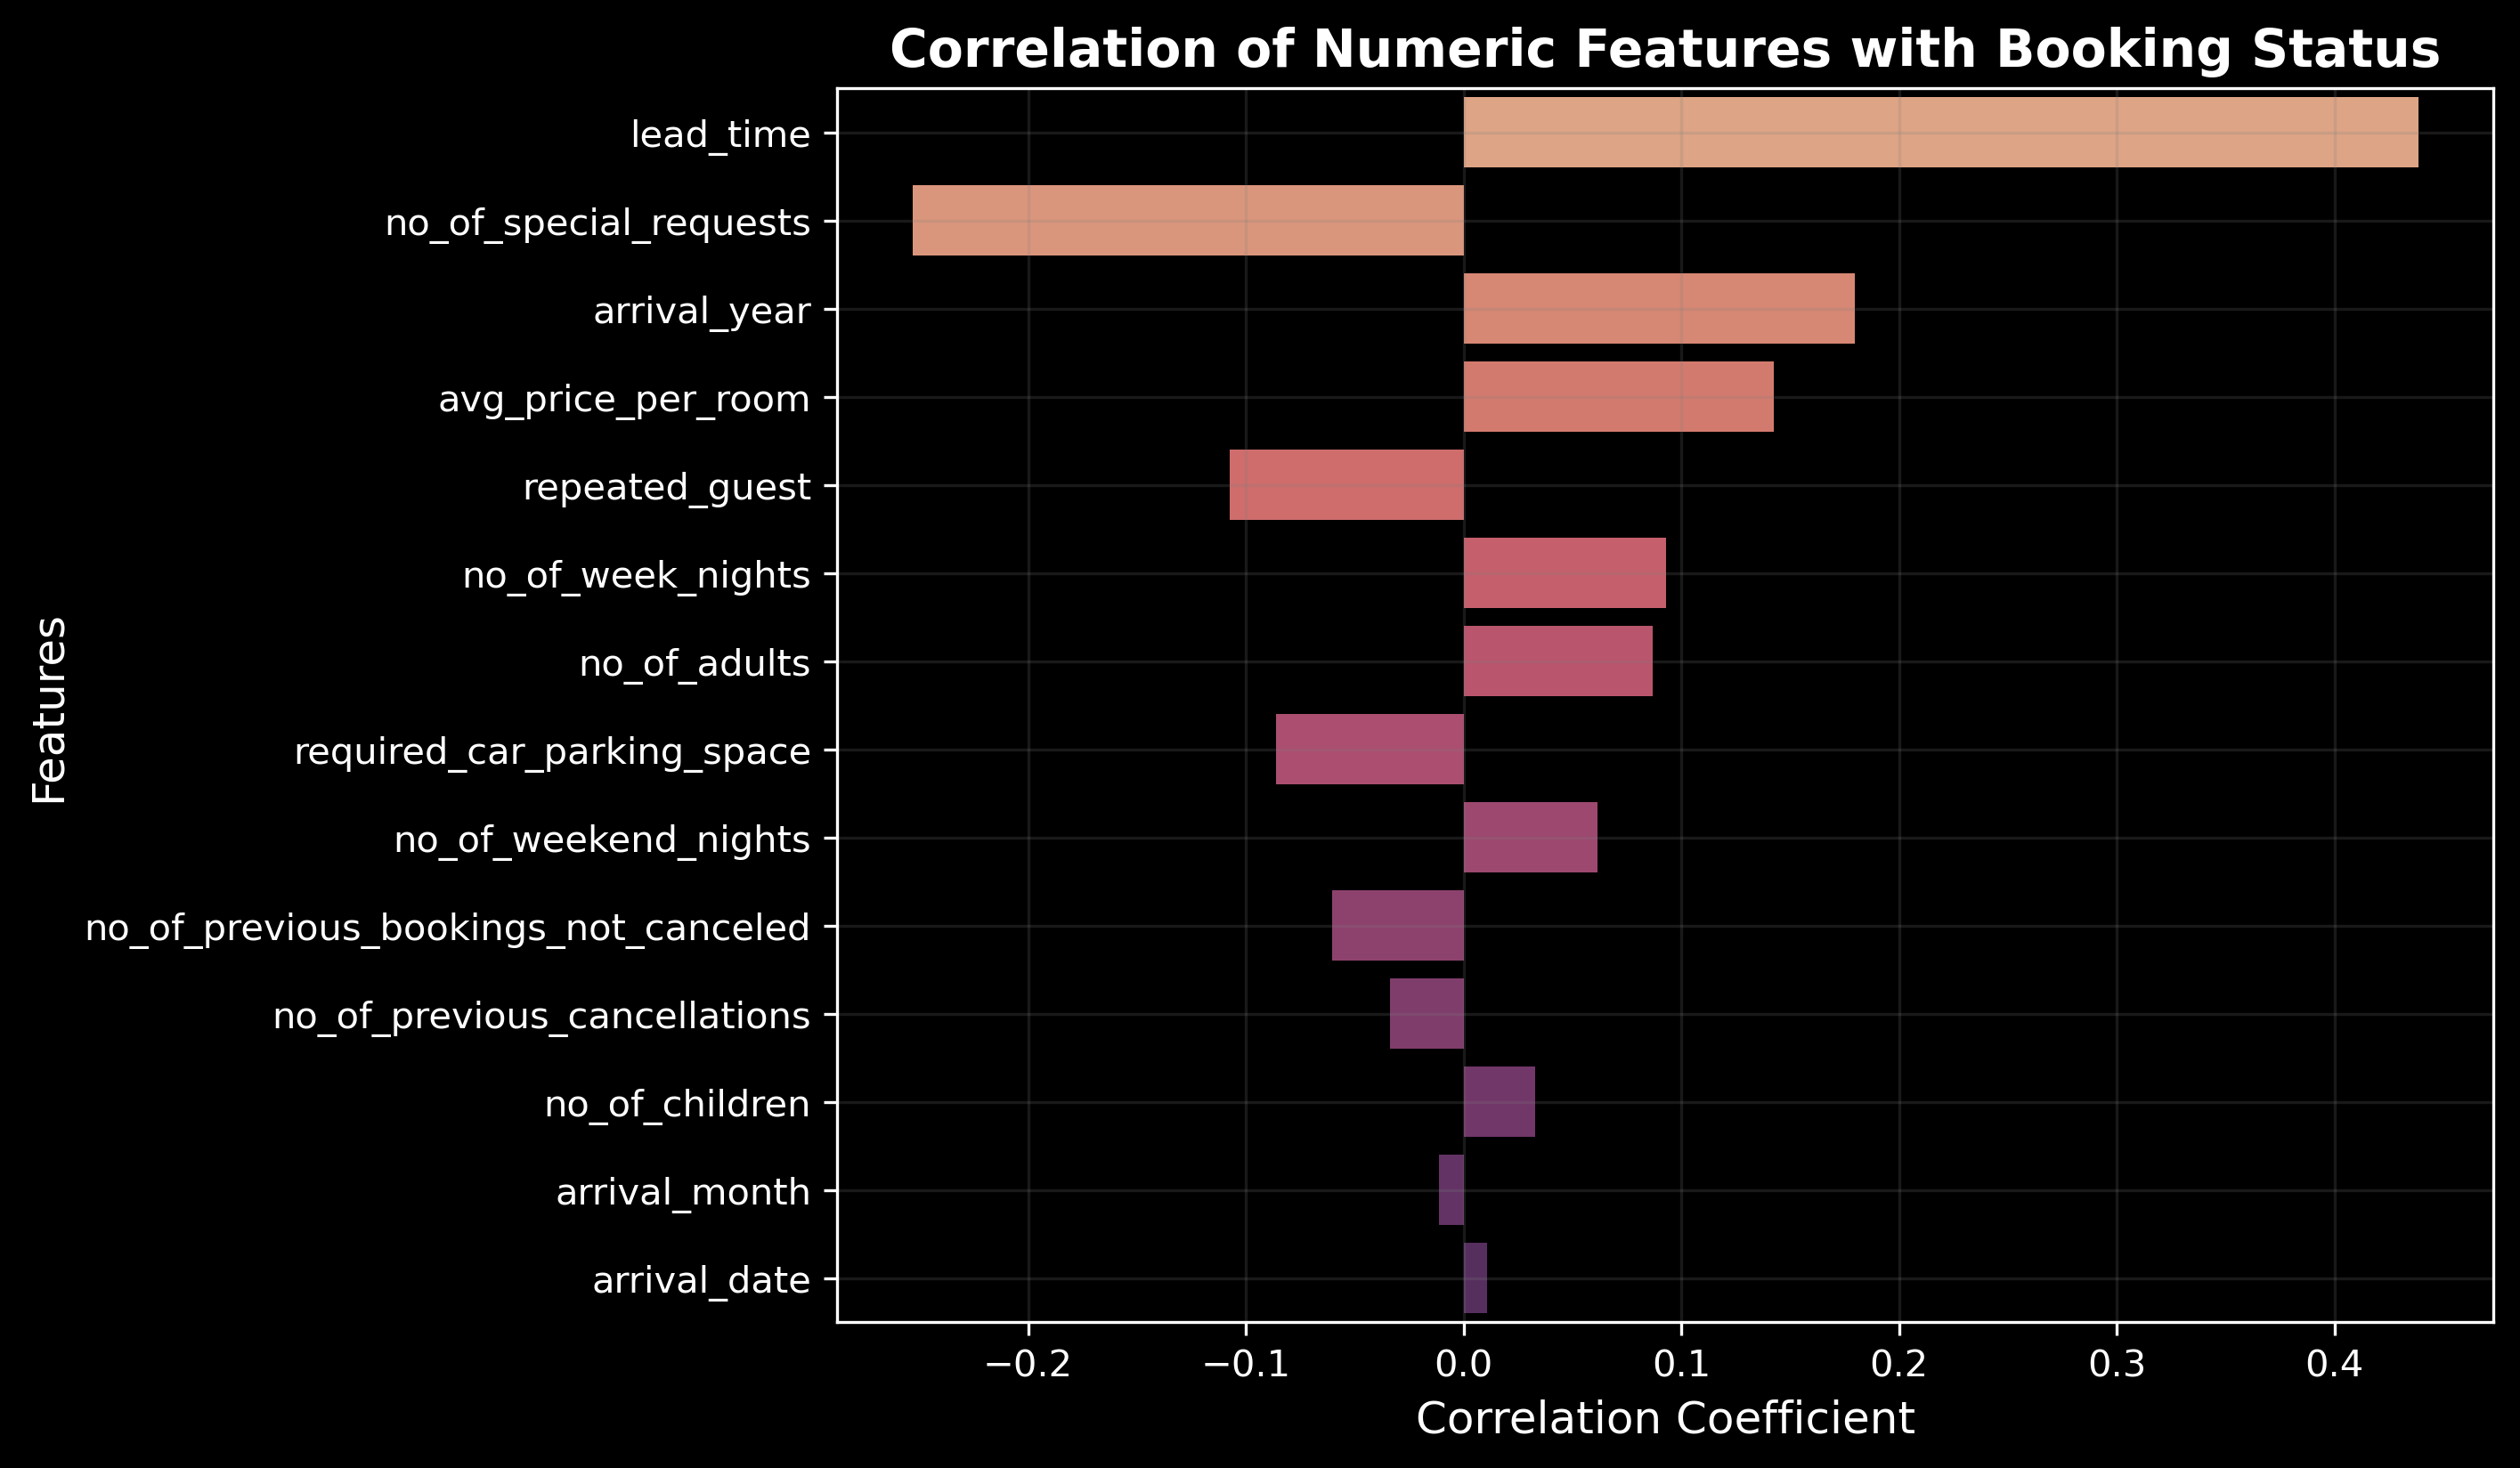 Correlation of Numeric Features with Booking Status
lead_time
no_of_special_requests
arrival_year
avg_price_per_room
repeated_guest
no_of_week_nights
no_of_adults
required_car_parking_space
no_of_weekend_nights
no_of_previous_bookings_not_canceled
no_of_previous_cancellations
no_of_children
arrival_month
arrival_date
Features
−0.2 −0.1 0.0 0.1 0.2 0.3 0.4
Correlation Coefficient